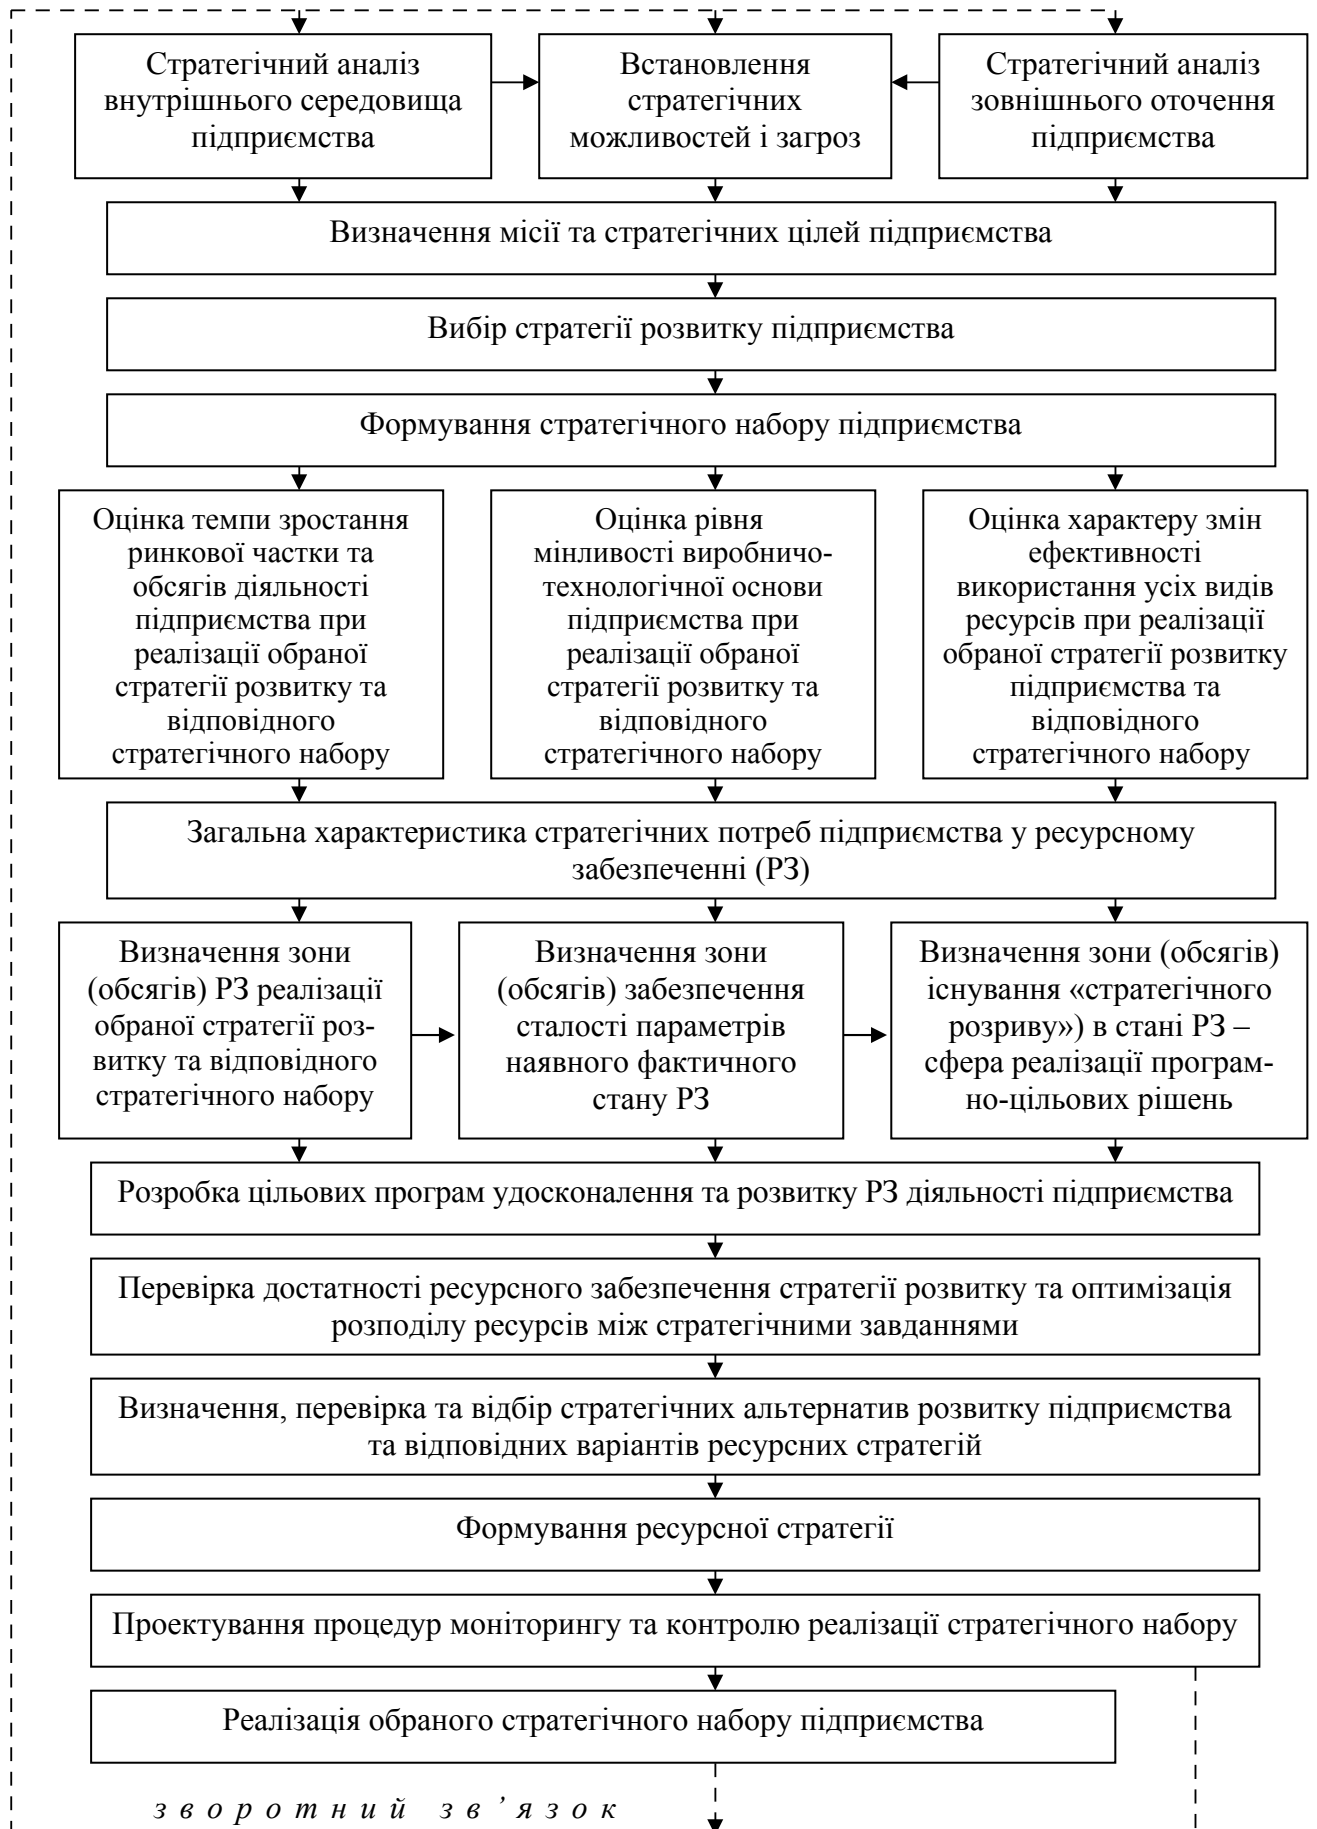 Стратегічний аналіз
внутрішнього середовища
підприємства
Встановлення
стратегічних
можливостей і загроз
Стратегічний аналіз
зовнішнього оточення
підприємства
Визначення місії та стратегічних цілей підприємства
Вибір стратегії розвитку підприємства
Формування стратегічного набору підприємства
Оцінка темпи зростання
ринкової частки та
обсягів діяльності
підприємства при
реалізації обраної
стратегії розвитку та
відповідного
стратегічного набору
Оцінка рівня
мінливості виробничо-
технологічної основи
підприємства при
реалізації обраної
стратегії розвитку та
відповідного
стратегічного набору
Оцінка характеру змін
ефективності
використання усіх видів
ресурсів при реалізації
обраної стратегії розвитку
підприємства та
відповідного
стратегічного набору
Загальна характеристика стратегічних потреб підприємства у ресурсному
забезпеченні (РЗ)
Визначення зони
(обсягів) РЗ реалізації
обраної стратегії роз-
витку та відповідного
стратегічного набору
Визначення зони
(обсягів) забезпечення
сталості параметрів
наявного фактичного
стану РЗ
Визначення зони (обсягів)
існування «стратегічного
розриву») в стані РЗ –
сфера реалізації програм-
но-цільових рішень
Розробка цільових програм удосконалення та розвитку РЗ діяльності підприємства
Перевірка достатності ресурсного забезпечення стратегії розвитку та оптимізація
розподілу ресурсів між стратегічними завданнями
Визначення, перевірка та відбір стратегічних альтернатив розвитку підприємства
та відповідних варіантів ресурсних стратегій
Формування ресурсної стратегії
Проектування процедур моніторингу та контролю реалізації стратегічного набору
Реалізація обраного стратегічного набору підприємства
зворотний зв’язок